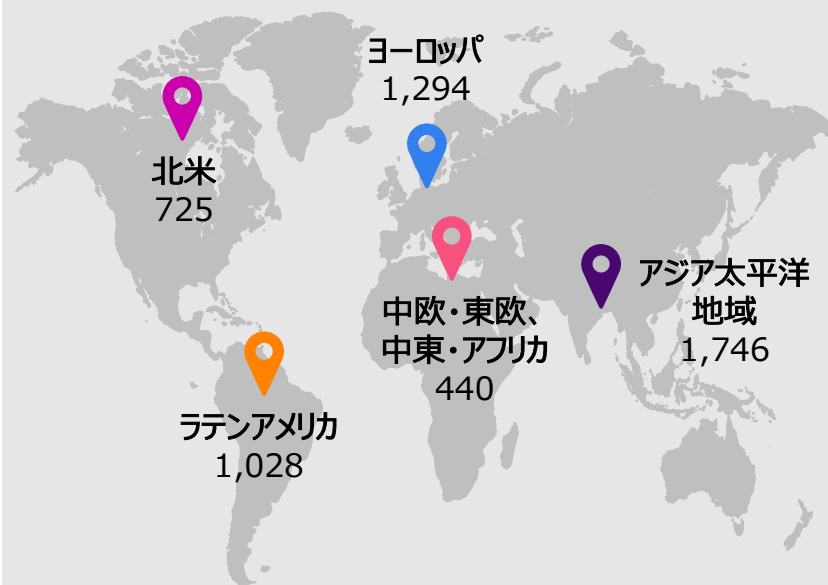 ヨーロッパ
1,294
北米
725
アジア太平洋
地域
1,746
中欧・東欧、
中東・アフリカ
440
ラテンアメリカ
1,028